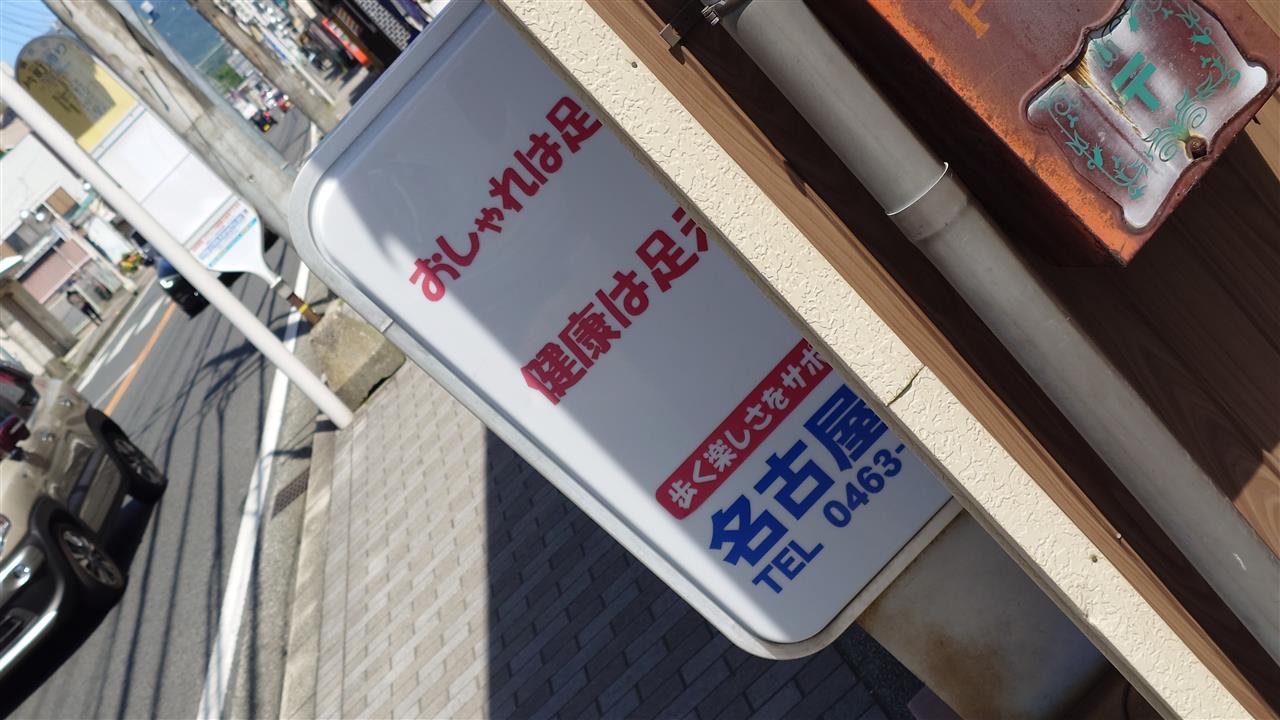 おしゃれは足
健康は足
歩く楽しさをサポ
名古屋
TEL 0463-
〒